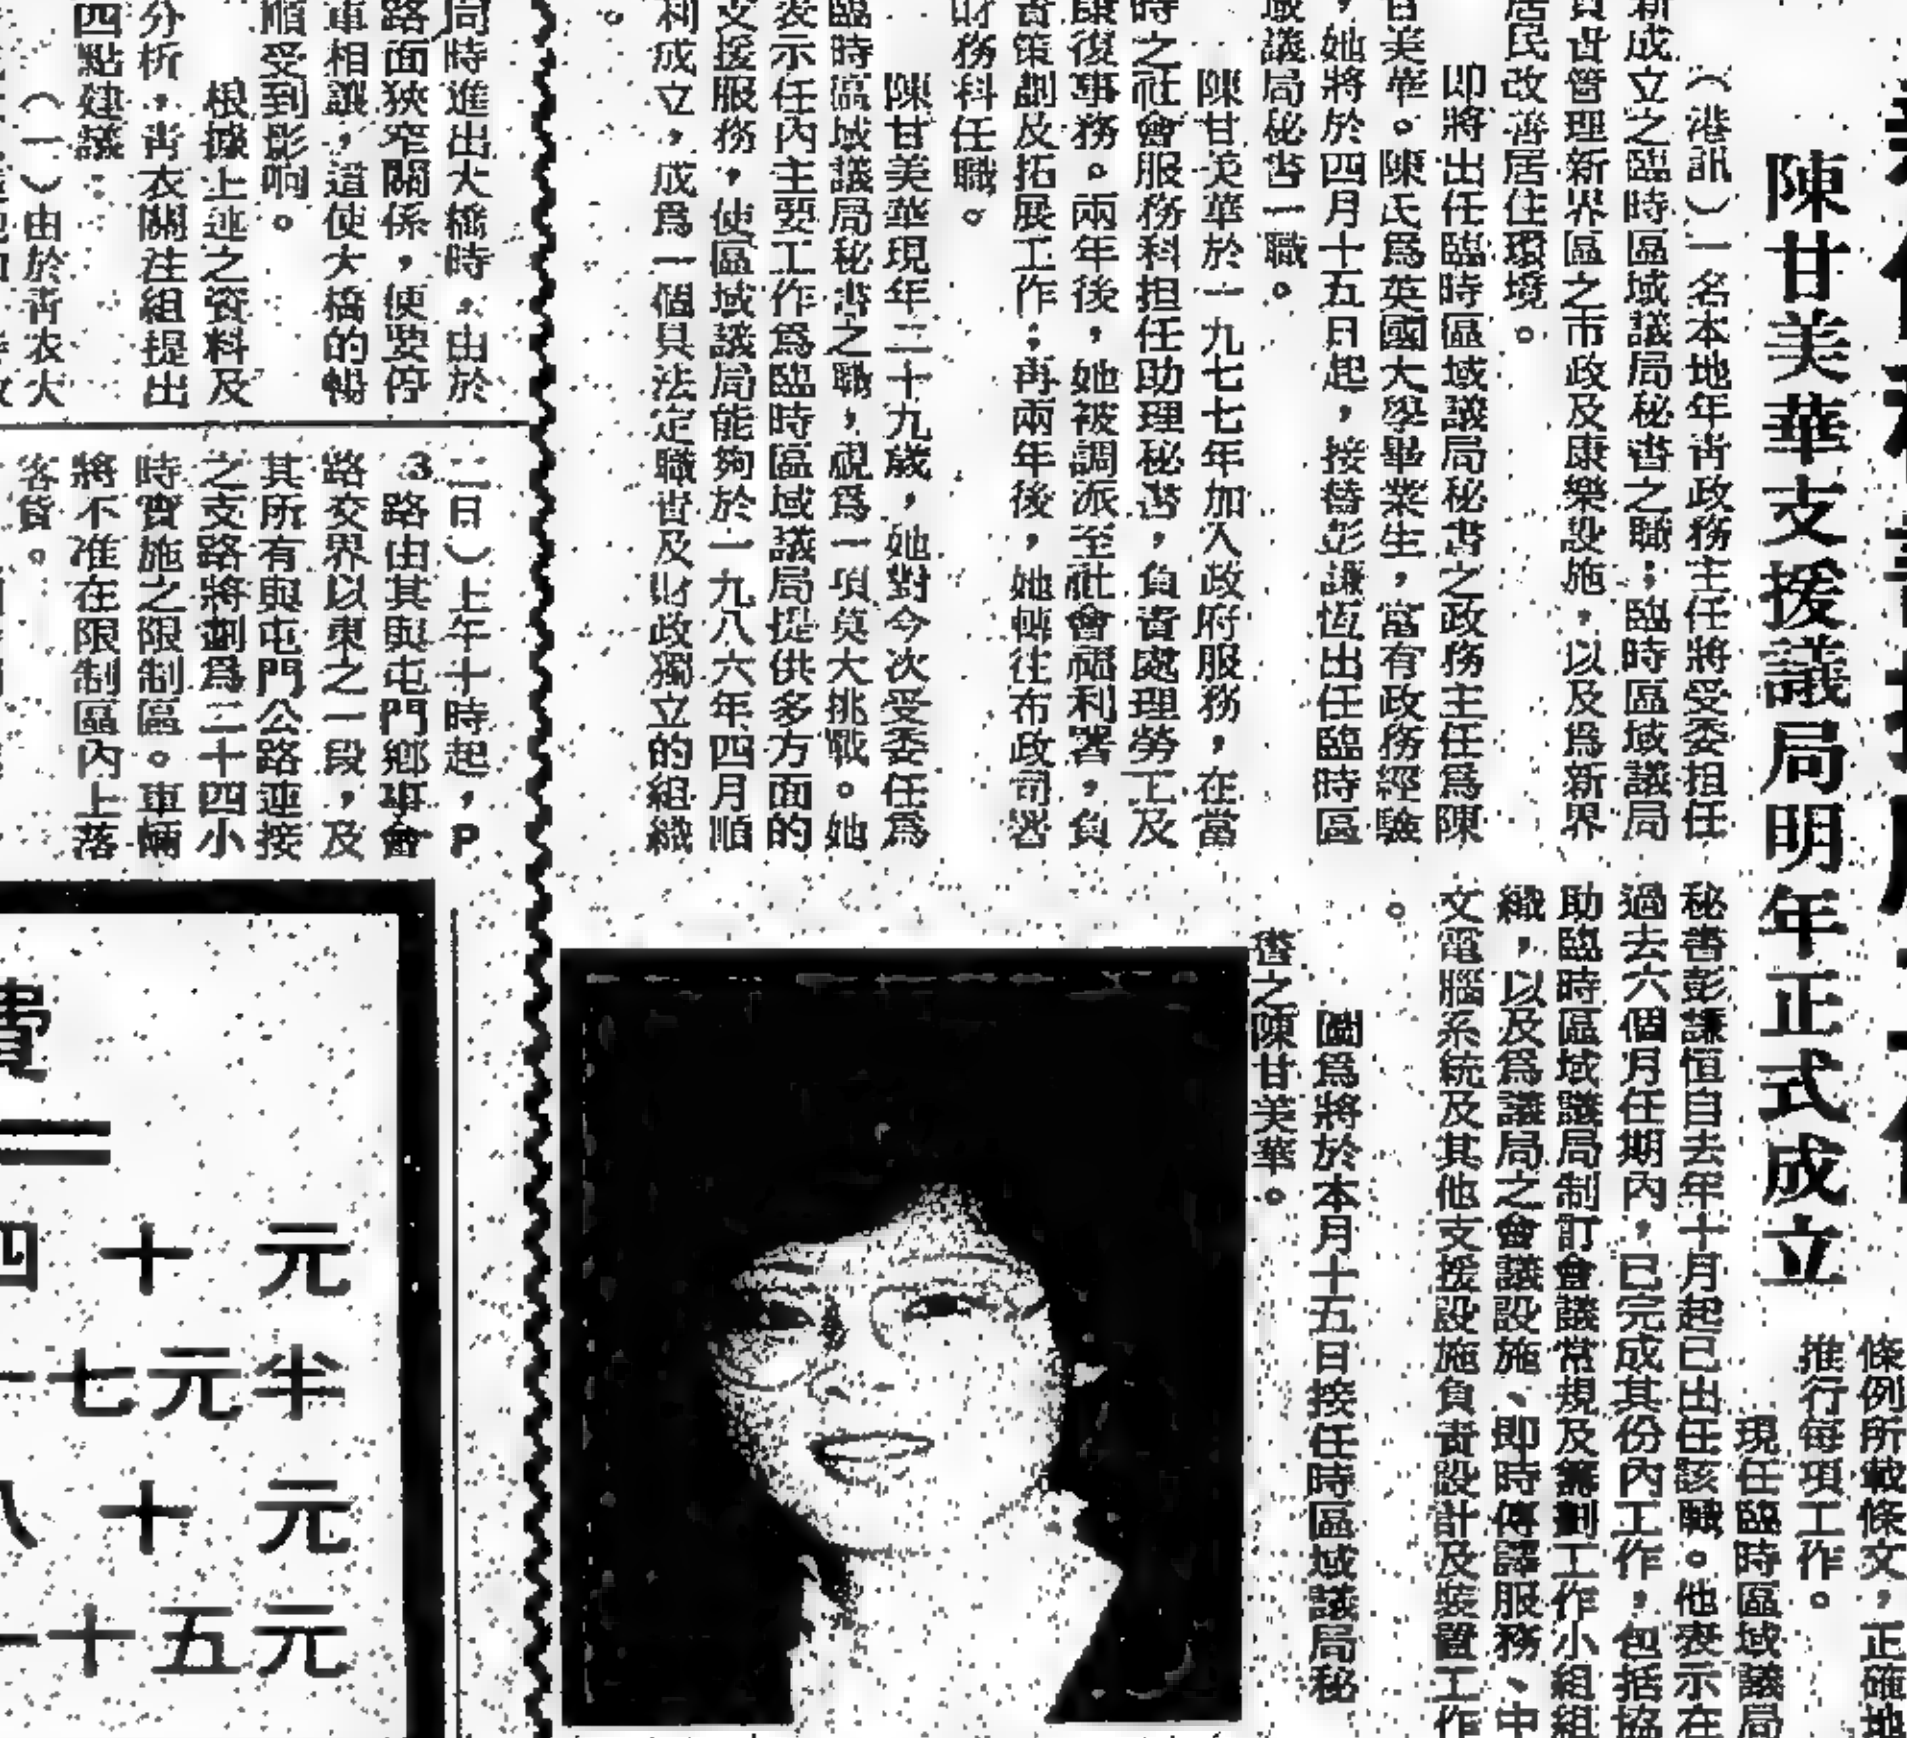 陳甘美華支援議局明年正式成立
（港訊）一名本地年青政務主任將受委担任
新成立之臨時區域議局秘書之職；臨時區域議局
負責管理新界區之市政及康樂設施，以及爲新界
居民改善居住環境。
即將出任臨時區域議局秘書之政務主任爲陳
甘美華。陳氏爲英國大學畢業生，富有政務經驗
，她將於四月十五日起，接替彭謙恆出任臨時區
域議局秘書一職。
陳甘美華於一九七七年加入政府服務，在當
時之社會服務科担任助理秘書，負責處理勞工及
康復事務。兩年後，她被調派至社會福利署，負
責策劃及拓展工作；再兩年後，她轉往布政司署
財務科任職。
陳甘美華現年三十九歲，她對今次受委任爲
臨時區域議局秘書之職，視爲一項莫大挑戰。她
表示任內主要工作爲臨時區域議局提供多方面的
支援服務，使區域議局能夠於一九八六年四月順
利成立，成爲一個具法定職責及財政獨立的組織
。
條例所載條文，正確地
推行每項工作。
現任臨時區域議局
秘書彭謙恒自去年十月起已出任該職。他表示在
過去六個月任期內，已完成其份內工作，包括協
助臨時區域議局制訂會議常規及籌劃工作小組組
織，以及爲議局之會議設施、即時傳譯服務、中
文電腦系統及其他支援設施負責設計及裝置工作
。
圖爲將於本月十五日接任時區域議局秘
書之陳甘美華。
同時進出大橋時，由於
路面狹窄關係，便要停
車相讓，這使大橋的暢
順受到影响。
根據上述之資料及
分析，靑衣關注組提出
四點建議：
（一）由於靑衣大
二日）上午十時起，P
3路由其與屯門鄉事會
路交界以東之一段，及
其所有與屯門公路連接
之支路將劃爲二十四小
時實施之限制區。車輛
將不准在限制區內上落
客貨。
費
四十元
七元半
八十元
十五元